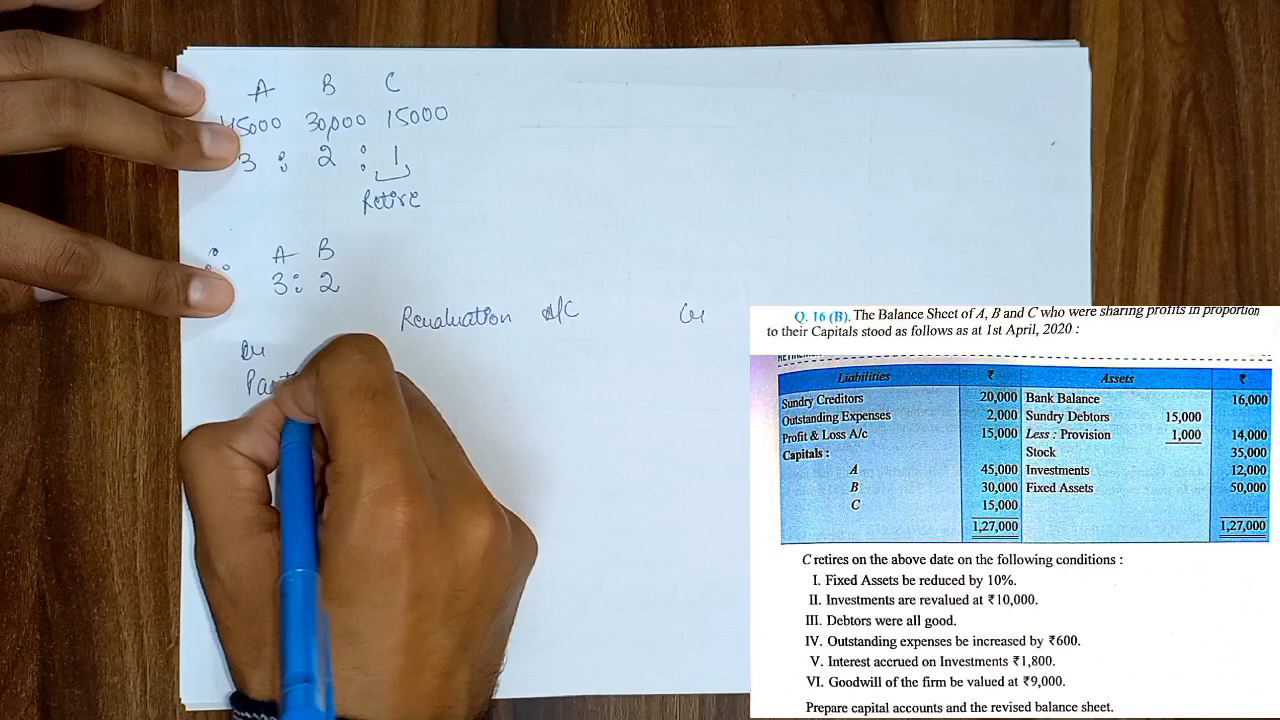 A B C
45000 30,000 15000
3 : 2 : 1
Retire
∴ A B
3 : 2
Revaluation A/C
Dr Cr
Q. 16 (B). The Balance Sheet of A, B and C who were sharing profits in proportion
to their Capitals stood as follows as at 1st April, 2020 :
Liabilities ₹ Assets ₹
Sundry Creditors 20,000 Bank Balance 16,000
Outstanding Expenses 2,000 Sundry Debtors 15,000
Profit & Loss A/c 15,000 Less : Provision 1,000 14,000
Capitals : Stock 35,000
A 45,000 Investments 12,000
B 30,000 Fixed Assets 50,000
C 15,000
1,27,000 1,27,000
C retires on the above date on the following conditions :
I. Fixed Assets be reduced by 10%.
II. Investments are revalued at ₹10,000.
III. Debtors were all good.
IV. Outstanding expenses be increased by ₹600.
V. Interest accrued on Investments ₹1,800.
VI. Goodwill of the firm be valued at ₹9,000.
Prepare capital accounts and the revised balance sheet.